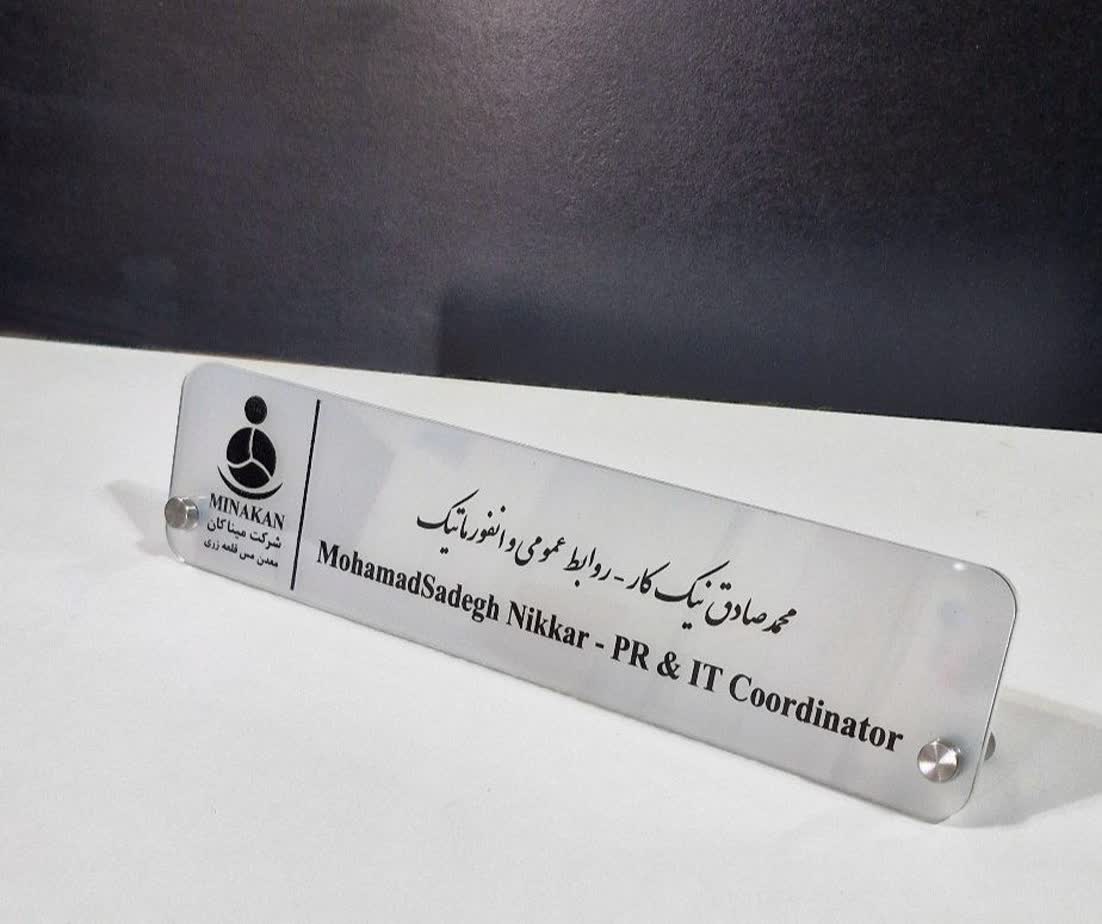 MINAKAN
شرکت میناکان
معدن مس قلعه زری
محمد صادق نیک کار - روابط عمومی و انفورماتیک
MohamadSadegh Nikkar - PR & IT Coordinator